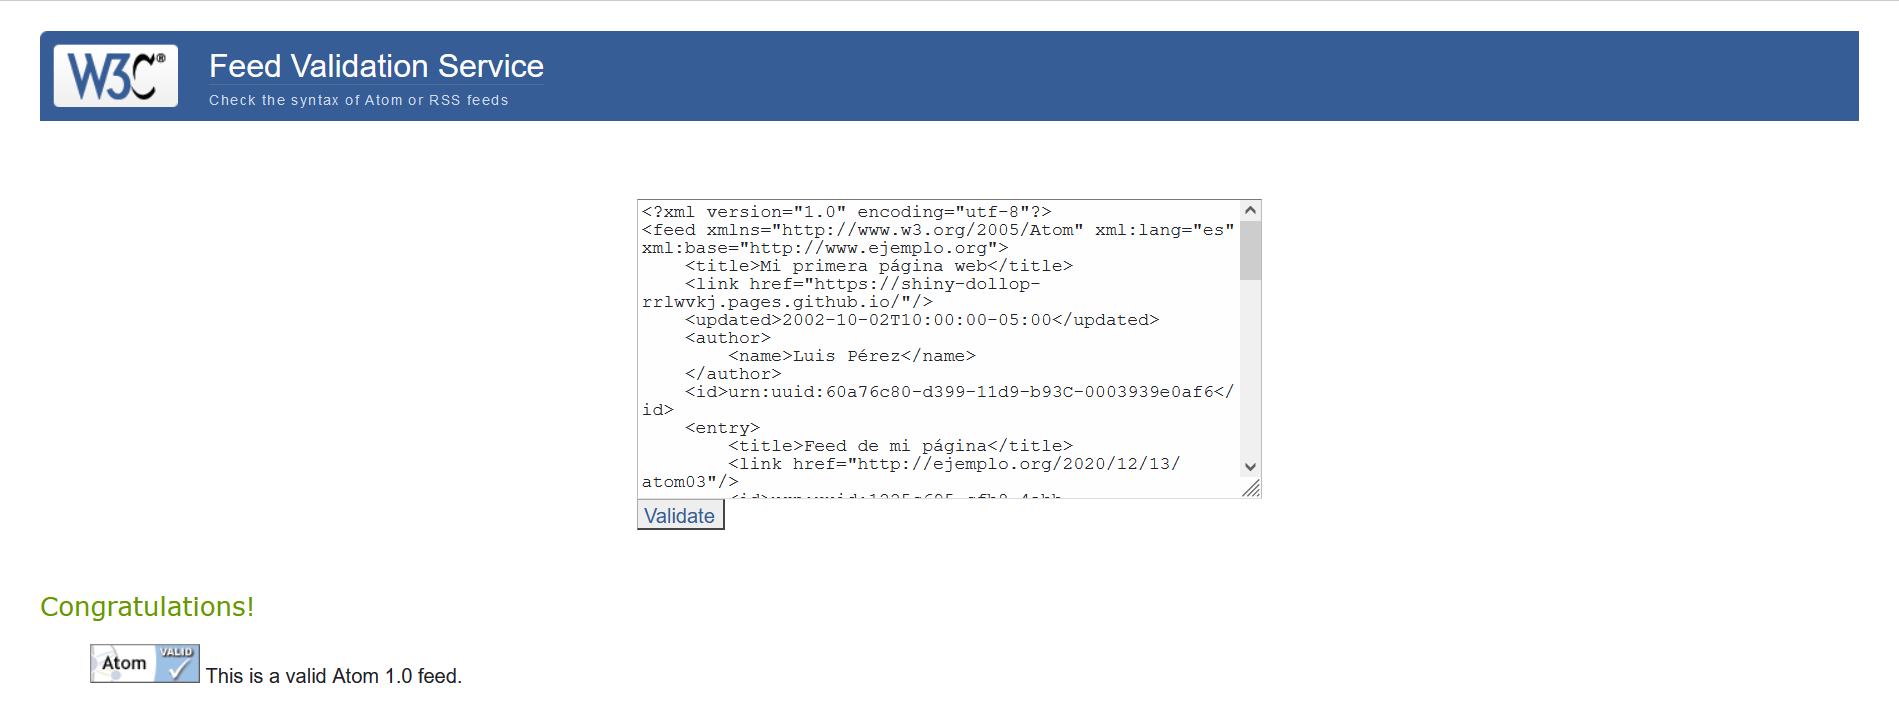 W3C®
Feed Validation Service
Check the syntax of Atom or RSS feeds
<?xml version="1.0" encoding="utf-8"?>
<feed xmlns="http://www.w3.org/2005/Atom" xml:lang="es"
xml:base="http://www.ejemplo.org">
<title>Mi primera página web</title>
<link href="https://shiny-dollop-
rrlwvkj.pages.github.io/"/>
<updated>2002-10-02T10:00:00-05:00</updated>
<author>
<name>Luis Pérez</name>
</author>
<id>urn:uuid:60a76c80-d399-11d9-b93C-0003939e0af6</
id>
<entry>
<title>Feed de mi página</title>
<link href="http://ejemplo.org/2020/12/13/
atom03"/>
Validate
Congratulations!
Atom VALID
This is a valid Atom 1.0 feed.